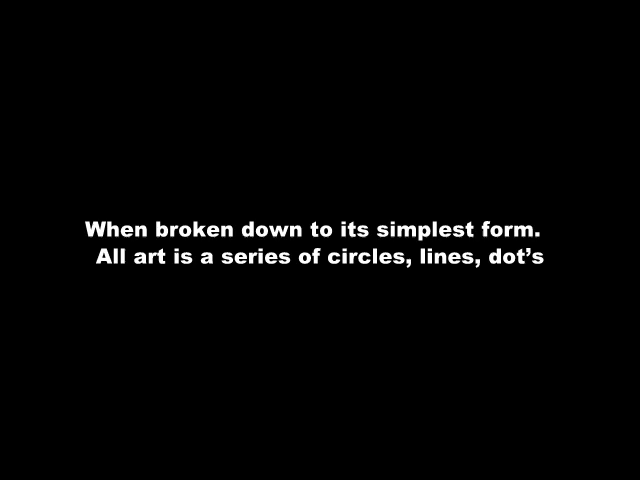 When broken down to its simplest form.
All art is a series of circles, lines, dot’s